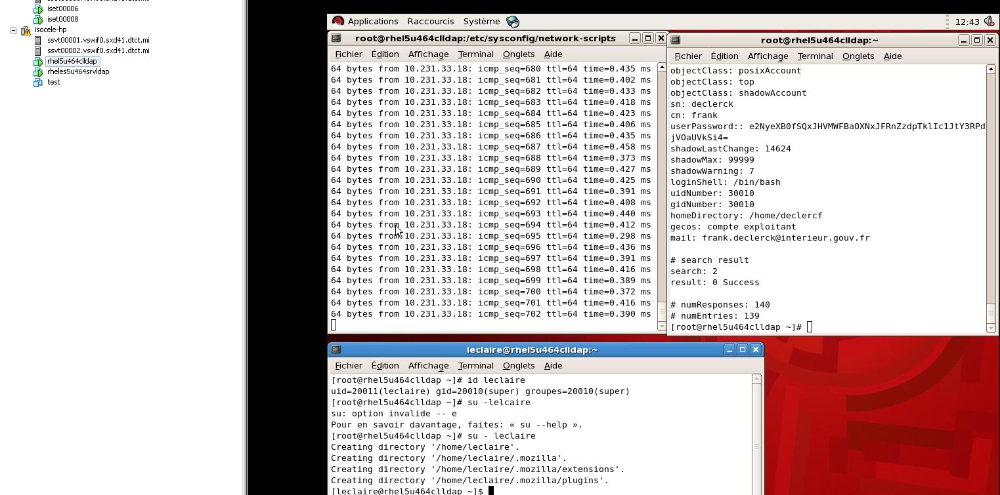 iset00006
iset00008
isocele-hp
ssvt00001.vswif0.sxd41.dtct.mi
ssvt00002.vswif0.sxd41.dtct.mi
rhel5u464clldap
rheles5u464srvldap
test
Applications Raccourcis Système 12:43
root@rhel5u464clldap:/etc/sysconfig/network-scripts
Fichier Édition Affichage Terminal Onglets Aide
64 bytes from 10.231.33.18: icmp_seq=680 ttl=64 time=0.435 ms
64 bytes from 10.231.33.18: icmp_seq=681 ttl=64 time=0.402 ms
64 bytes from 10.231.33.18: icmp_seq=682 ttl=64 time=0.433 ms
64 bytes from 10.231.33.18: icmp_seq=683 ttl=64 time=0.418 ms
64 bytes from 10.231.33.18: icmp_seq=684 ttl=64 time=0.423 ms
64 bytes from 10.231.33.18: icmp_seq=685 ttl=64 time=0.406 ms
64 bytes from 10.231.33.18: icmp_seq=686 ttl=64 time=0.435 ms
64 bytes from 10.231.33.18: icmp_seq=687 ttl=64 time=0.458 ms
64 bytes from 10.231.33.18: icmp_seq=688 ttl=64 time=0.373 ms
64 bytes from 10.231.33.18: icmp_seq=689 ttl=64 time=0.427 ms
64 bytes from 10.231.33.18: icmp_seq=690 ttl=64 time=0.425 ms
64 bytes from 10.231.33.18: icmp_seq=691 ttl=64 time=0.391 ms
64 bytes from 10.231.33.18: icmp_seq=692 ttl=64 time=0.408 ms
64 bytes from 10.231.33.18: icmp_seq=693 ttl=64 time=0.440 ms
64 bytes from 10.231.33.18: icmp_seq=694 ttl=64 time=0.412 ms
64 bytes from 10.231.33.18: icmp_seq=695 ttl=64 time=0.298 ms
64 bytes from 10.231.33.18: icmp_seq=696 ttl=64 time=0.436 ms
64 bytes from 10.231.33.18: icmp_seq=697 ttl=64 time=0.391 ms
64 bytes from 10.231.33.18: icmp_seq=698 ttl=64 time=0.416 ms
64 bytes from 10.231.33.18: icmp_seq=699 ttl=64 time=0.389 ms
64 bytes from 10.231.33.18: icmp_seq=700 ttl=64 time=0.372 ms
64 bytes from 10.231.33.18: icmp_seq=701 ttl=64 time=0.416 ms
64 bytes from 10.231.33.18: icmp_seq=702 ttl=64 time=0.390 ms
root@rhel5u464clldap:~
Fichier Édition Affichage Terminal Onglets Aide
objectClass: posixAccount
objectClass: top
objectClass: shadowAccount
sn: declerck
cn: frank
userPassword:: e2NyeXB0fSQxJHVMWFBaOXNxJFRnZzdpTklIc1JtY3RPd
jVOaUVkSi4=
shadowLastChange: 14624
shadowMax: 99999
shadowWarning: 7
loginShell: /bin/bash
uidNumber: 30010
gidNumber: 30010
homeDirectory: /home/declercf
gecos: compte exploitant
mail: frank.declerck@interieur.gouv.fr
# search result
search: 2
result: 0 Success
# numResponses: 140
# numEntries: 139
[root@rhel5u464clldap ~]#
leclaire@rhel5u464clldap:~
Fichier Édition Affichage Terminal Onglets Aide
[root@rhel5u464clldap ~]# id leclaire
uid=20011(leclaire) gid=20010(super) groupes=20010(super)
[root@rhel5u464clldap ~]# su -lelcaire
su: option invalide -- e
Pour en savoir davantage, faites: « su --help ».
[root@rhel5u464clldap ~]# su - leclaire
Creating directory '/home/leclaire'.
Creating directory '/home/leclaire/.mozilla'.
Creating directory '/home/leclaire/.mozilla/extensions'.
Creating directory '/home/leclaire/.mozilla/plugins'.
[leclaire@rhel5u464clldap ~]$